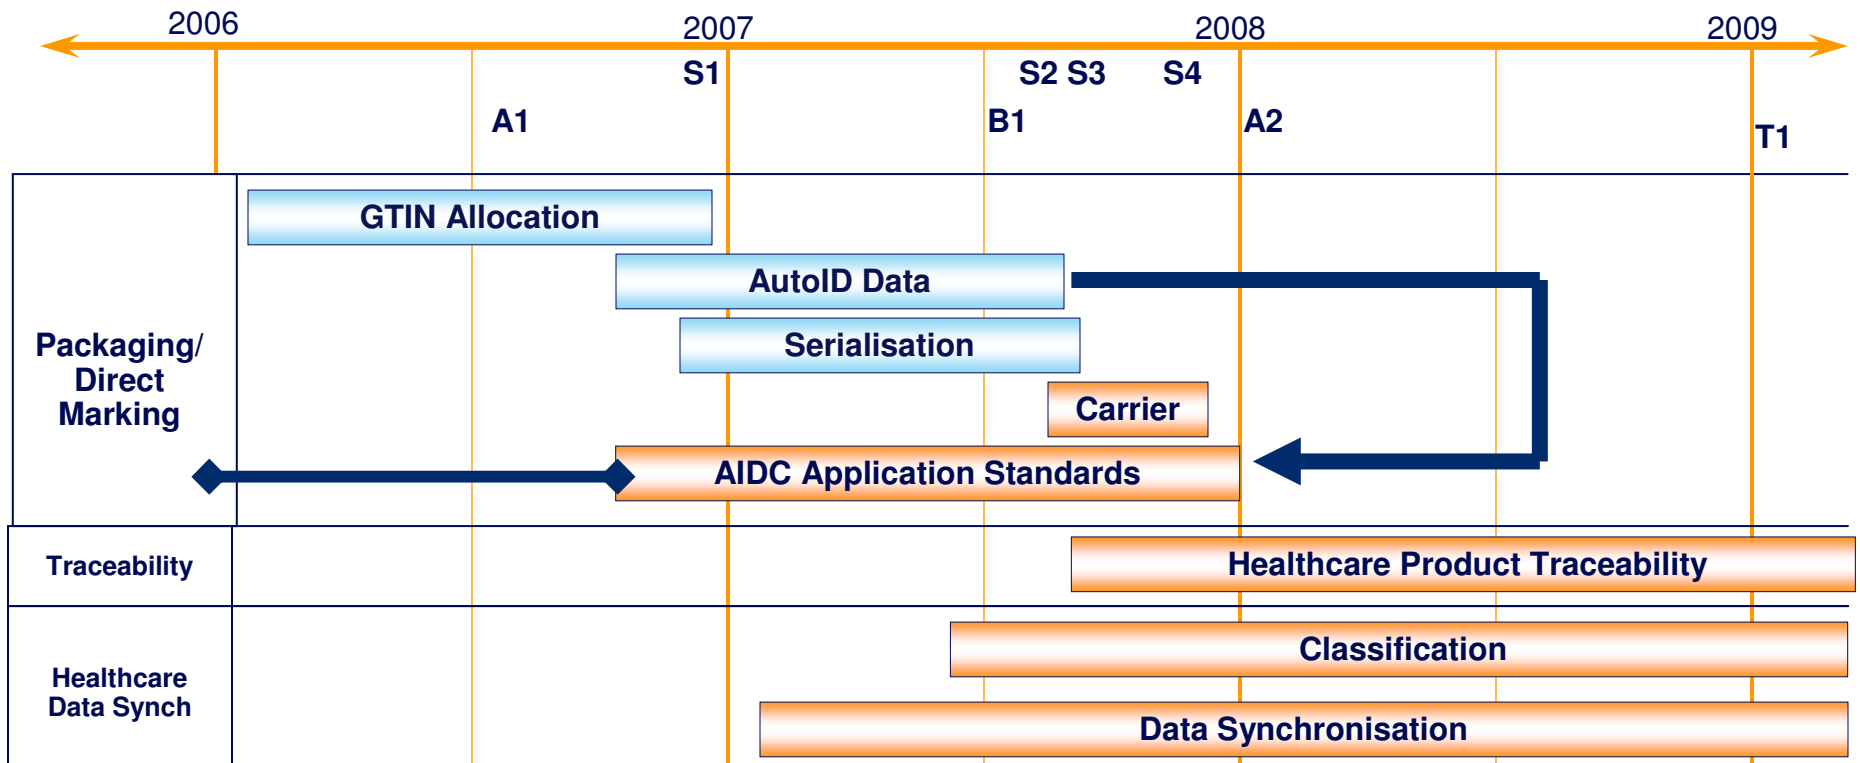 2006
2007
2008
2009
S1
S2 S3
S4
A1
B1
A2
T1
GTIN Allocation
AutoID Data
Serialisation
Carrier
AIDC Application Standards
Packaging/
Direct
Marking
Traceability
Healthcare Product Traceability
Healthcare
Data Synch
Classification
Data Synchronisation